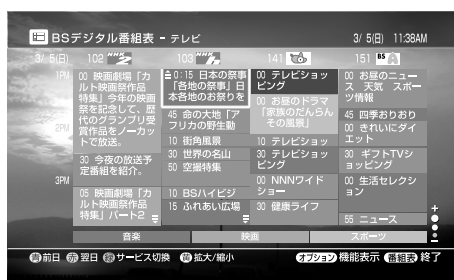 BSデジタル番組表 - テレビ
3/ 5(日) 11:38AM
3/ 5(日)
102
103
141
151 BS
1PM
00 映画劇場「カ
ルト映画祭作品
特集」今年の映画
祭を記念して、歴
代のグランプリ受
賞作品をノーカッ
トで放送。
30 今夜の放送予
定番組を紹介。
05 映画劇場「カ
ルト映画祭作品
特集」パート2
2PM
3PM
0:15 日本の祭事
「各地の祭事」日
本各地のお祭りを
45 命の大地「ア
フリカの野生動
10 街角風景
30 世界の名山
50 空撮特集
10 BSハイビジ
15 ふれあい広場
00 テレビショッ
ピング
00 お昼のドラマ
「家族のだんらん
その風景」
10 テレビショッ
30 テレビショッ
ピング
00 NNNワイド
ショー
30 健康ライフ
00 お昼のニュー
ス 天気 スポー
ツ情報
45 四季おりおり
00 きれいにダイ
エット
30 ギフトTVシ
ョッピング
00 生活セレクシ
ョン
55 ニュース
音楽
映画
スポーツ
青 前日 赤 翌日 緑 サービス切換 黄 拡大/縮小
オプション 機能表示 番組表 終了